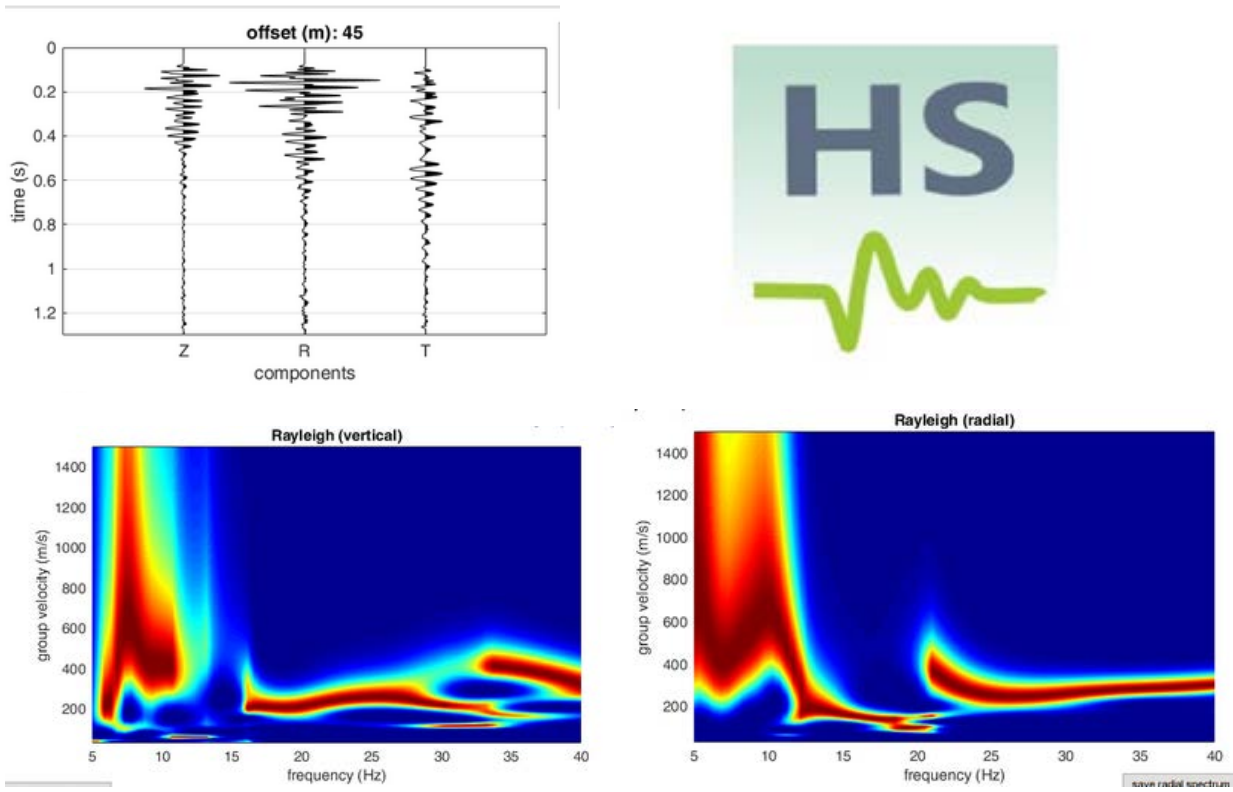 offset (m): 45
0
0.2
0.4
0.6
0.8
1
1.2
time (s)
Z R T
components
HS
Rayleigh (vertical)
1400
1200
1000
800
600
400
200
group velocity (m/s)
5 10 15 20 25 30 35 40
frequency (Hz)
Rayleigh (radial)
1400
1200
1000
800
600
400
200
group velocity (m/s)
5 10 15 20 25 30 35 40
frequency (Hz)
save radial spectrum